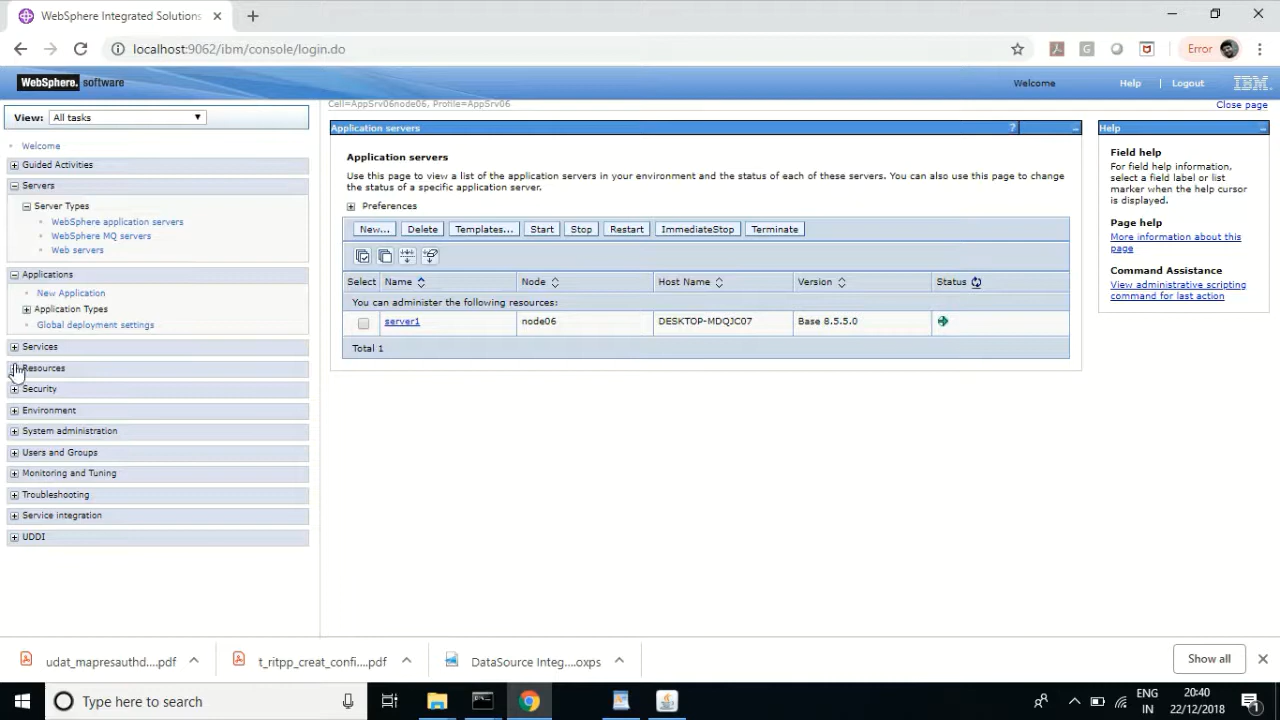 WebSphere Integrated Solutions
localhost:9062/ibm/console/login.do
Error
WebSphere. software
Welcome
Help
Logout
IBM
View: All tasks
Cell=AppSrv06node06, Profile=AppSrv06
Close page
Welcome
Guided Activities
Servers
Server Types
WebSphere application servers
WebSphere MQ servers
Web servers
Applications
New Application
Application Types
Global deployment settings
Services
Resources
Security
Environment
System administration
Users and Groups
Monitoring and Tuning
Troubleshooting
Service integration
UDDI
Application servers
?
Application servers
Use this page to view a list of the application servers in your environment and the status of each of these servers. You can also use this page to change
the status of a specific application server.
Preferences
New... Delete Templates... Start Stop Restart ImmediateStop Terminate
Select Name Node Host Name Version Status
You can administer the following resources:
server1 node06 DESKTOP-MDQJC07 Base 8.5.5.0
Total 1
Help
Field help
For field help information,
select a field label or list
marker when the help cursor
is displayed.
Page help
More information about this
page
Command Assistance
View administrative scripting
command for last action
udat_mapresauthd....pdf
t_ritpp_creat_confi....pdf
DataSource Integ....oxps
Show all
Type here to search
ENG
IN
20:40
22/12/2018
1